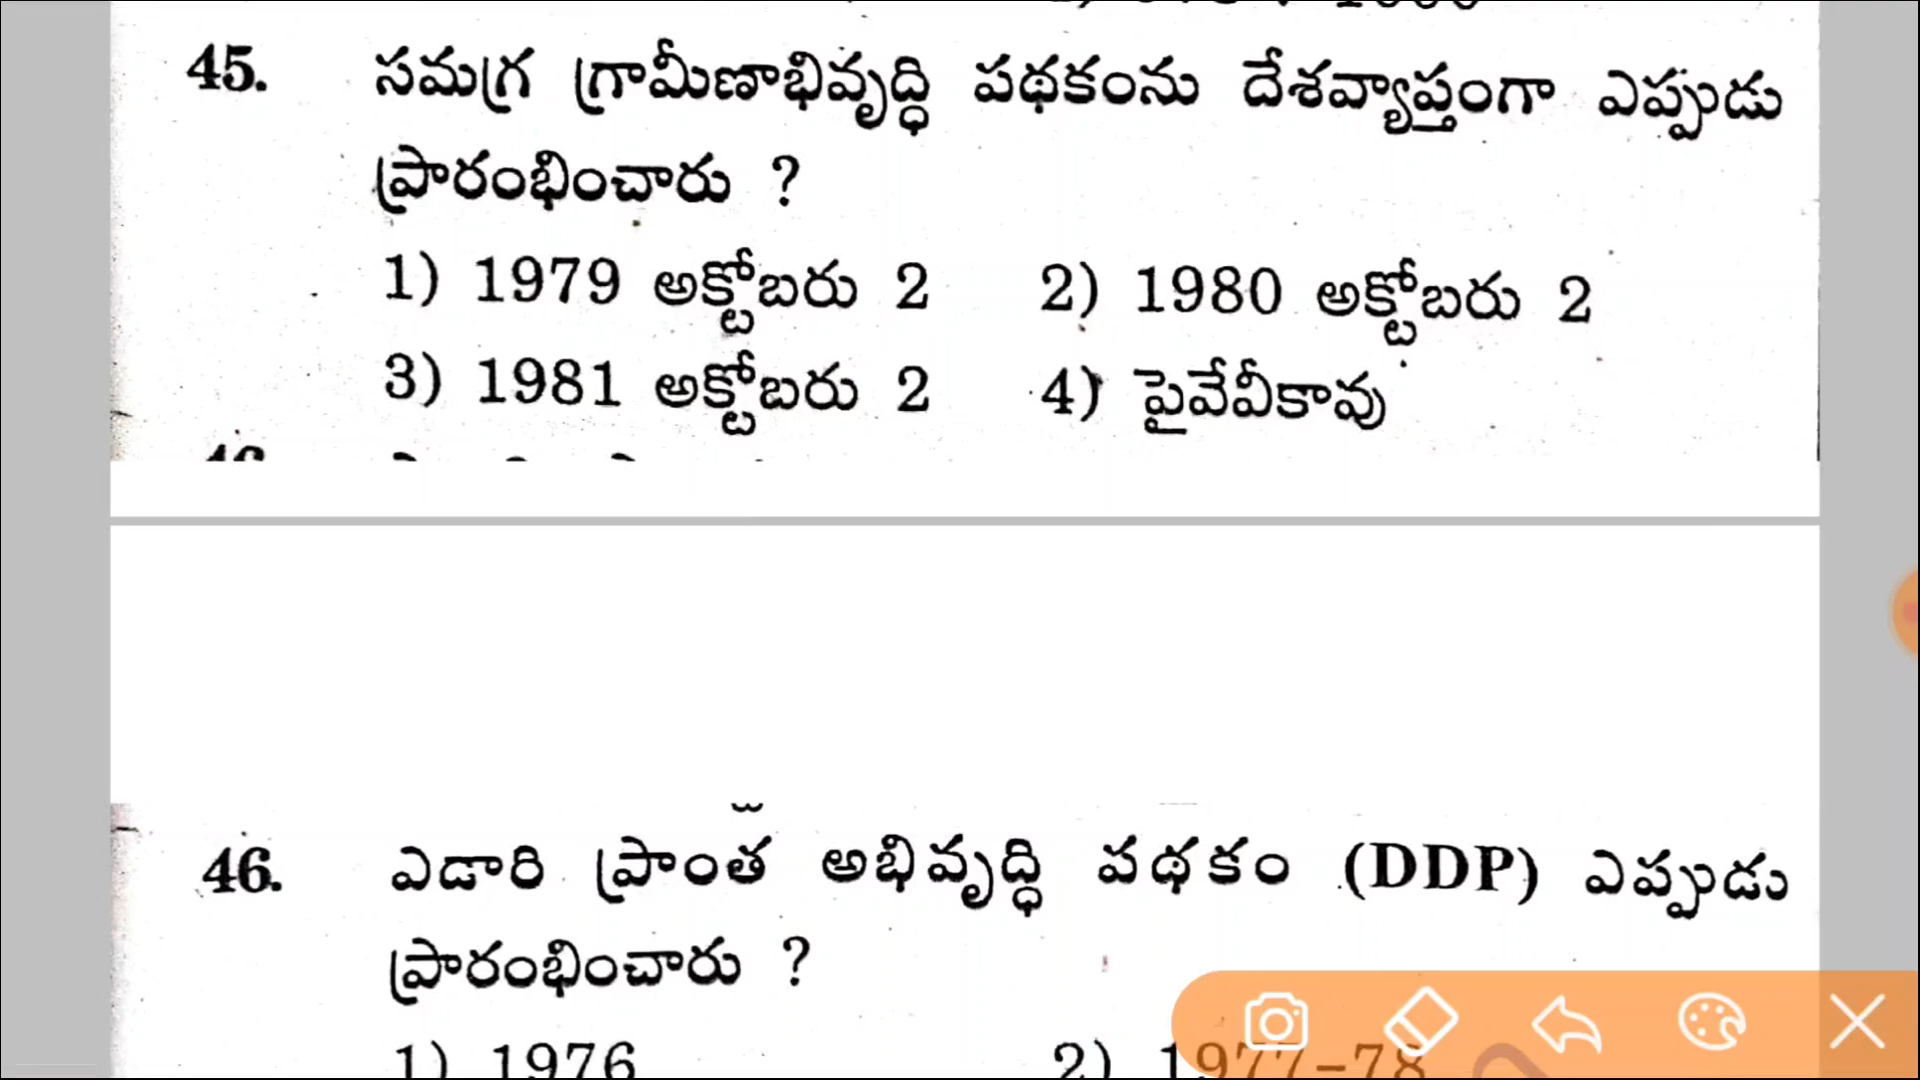 45. సమగ్ర గ్రామీణాభివృద్ధి పథకంను దేశవ్యాప్తంగా ఎప్పుడు
ప్రారంభించారు ?
1) 1979 అక్టోబరు 2 2) 1980 అక్టోబరు 2
3) 1981 అక్టోబరు 2 4) పైవేవీకావు
46. ఎడారి ప్రాంత అభివృద్ధి పథకం (DDP) ఎప్పుడు
ప్రారంభించారు ?
1) 1976 2) 1977-78